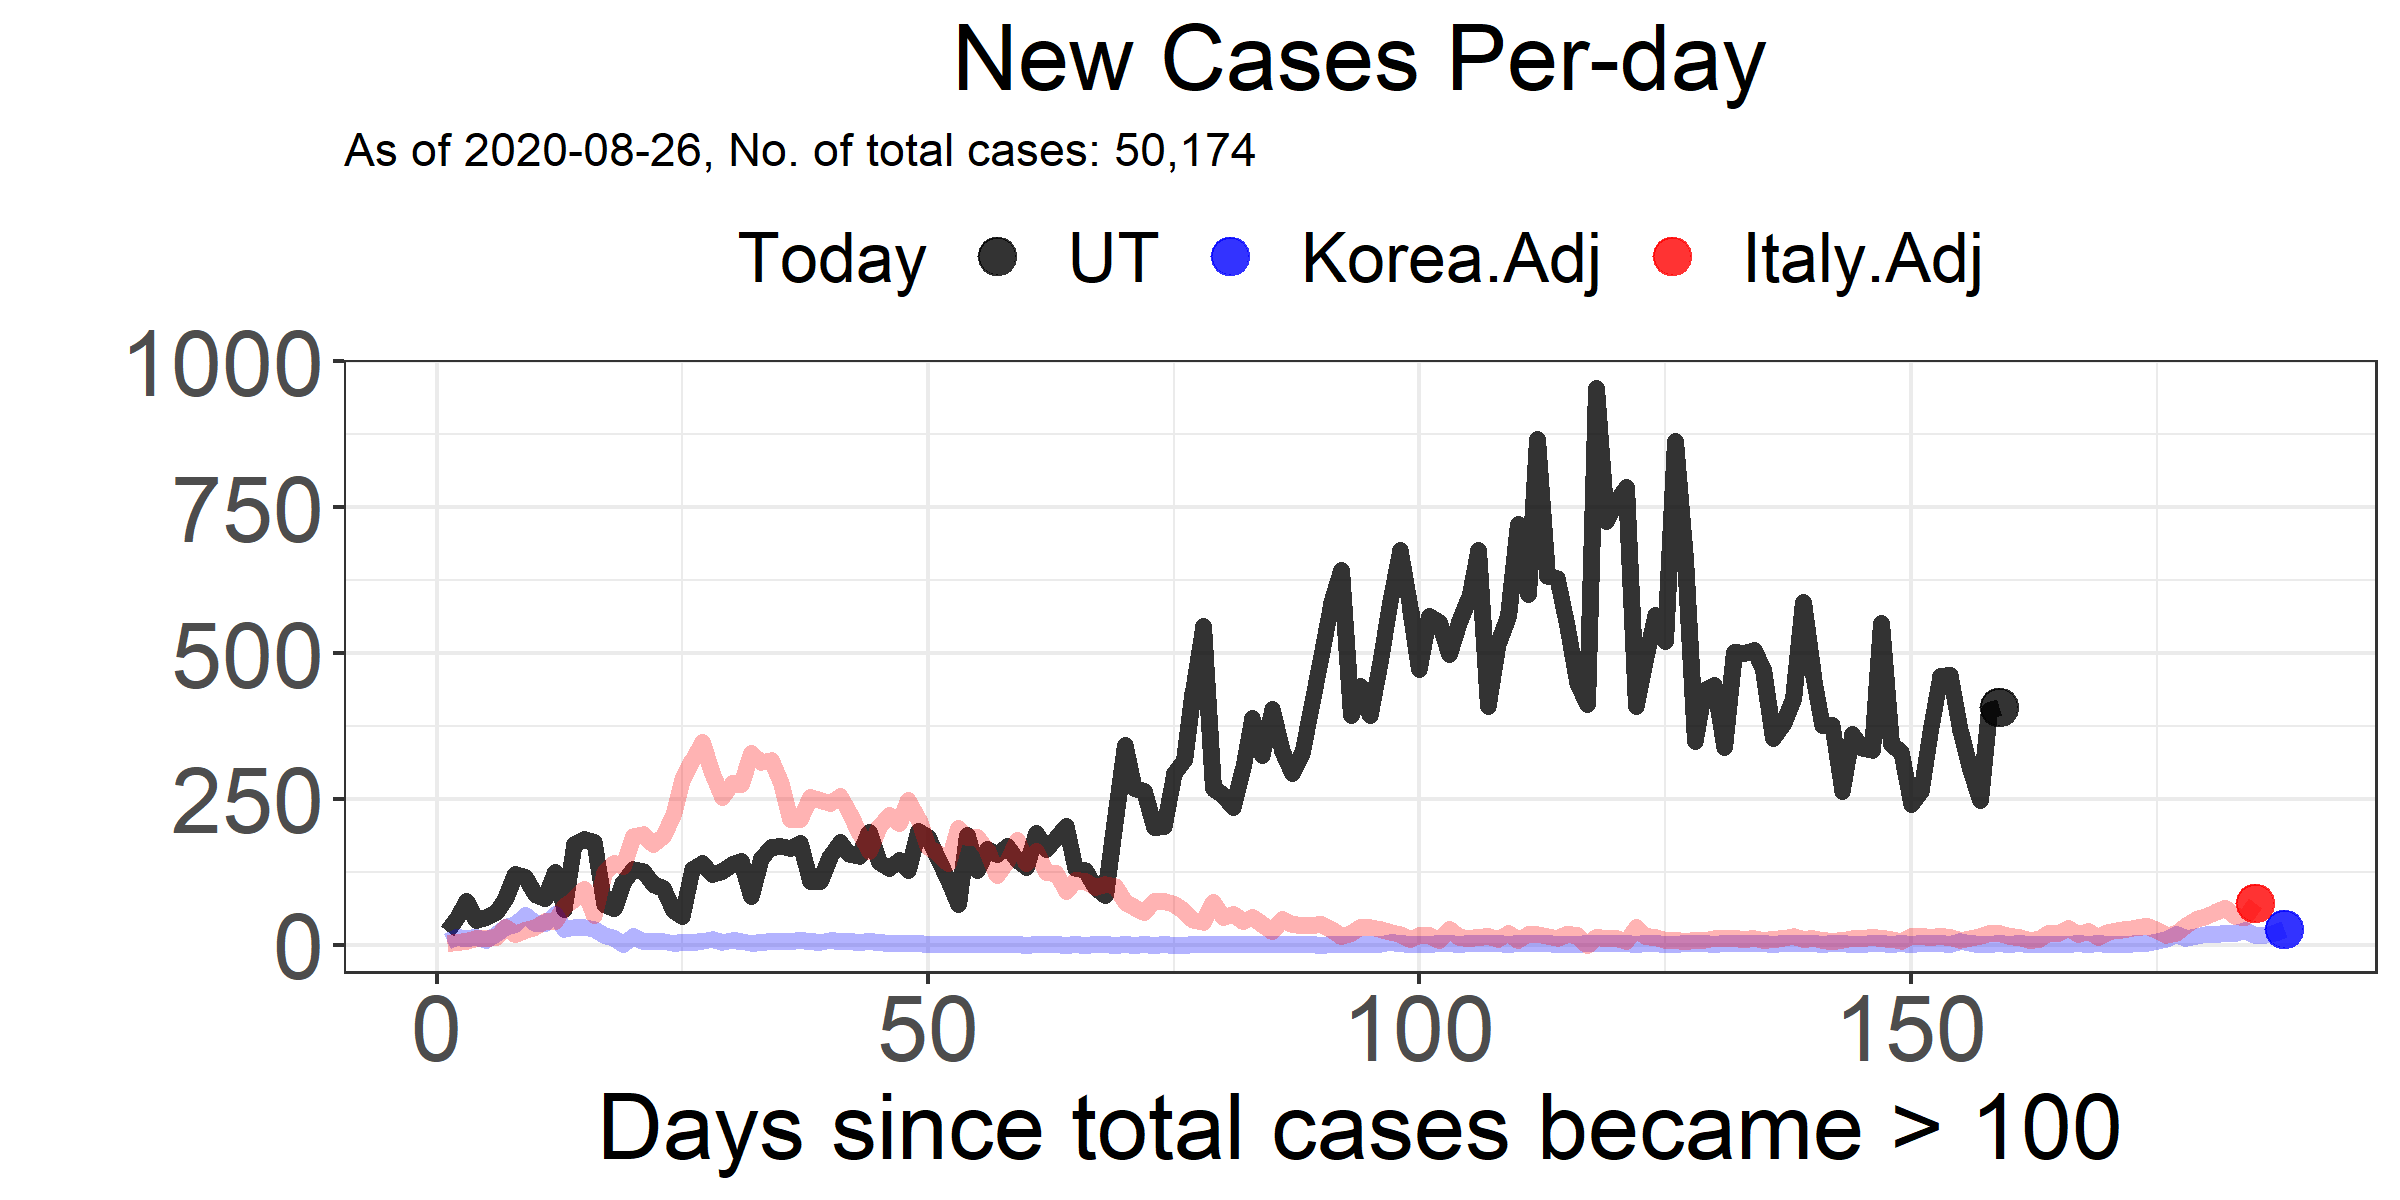 New Cases Per-day
As of 2020-08-26, No. of total cases: 50,174
Today UT Korea.Adj Italy.Adj
1000
750
500
250
0
0 50 100 150
Days since total cases became > 100